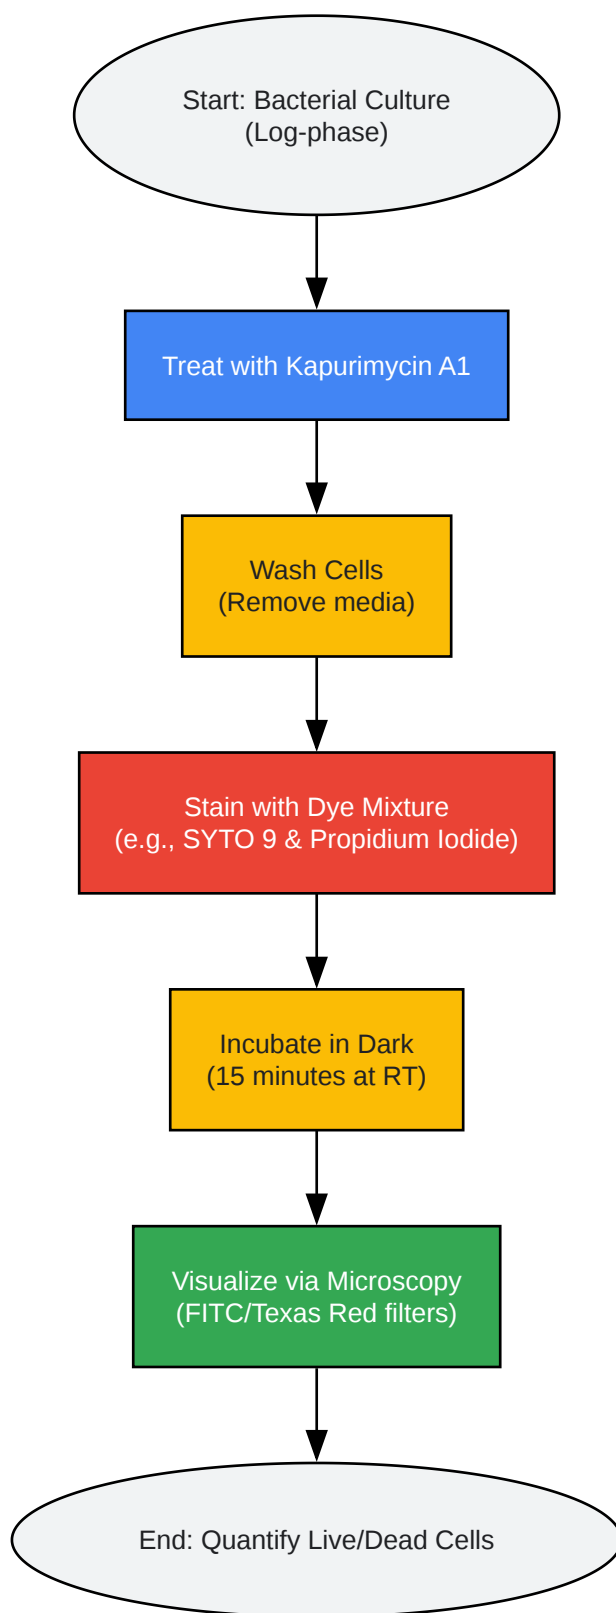 Start: Bacterial Culture
(Log-phase)
Treat with Kapurimycin A1
Wash Cells
(Remove media)
Stain with Dye Mixture
(e.g., SYTO 9 & Propidium Iodide)
Incubate in Dark
(15 minutes at RT)
Visualize via Microscopy
(FITC/Texas Red filters)
End: Quantify Live/Dead Cells